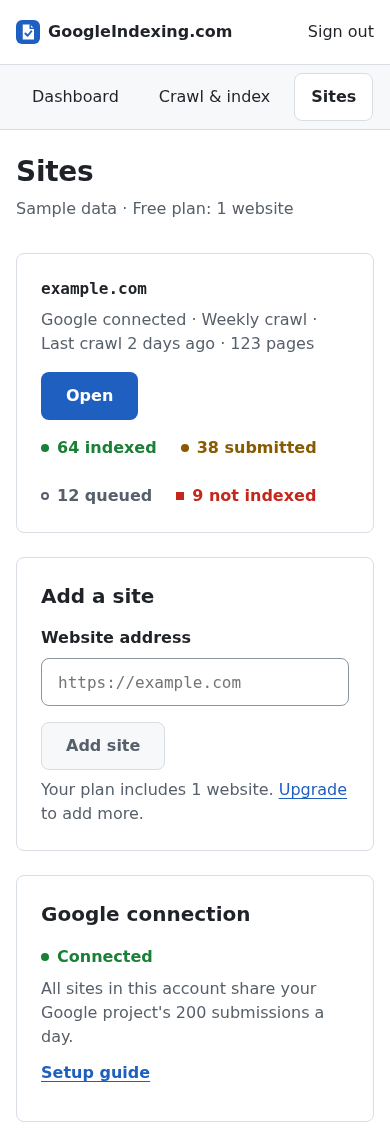 GoogleIndexing.com
Sign out
Dashboard
Crawl & index
Sites
Sites
Sample data · Free plan: 1 website
example.com
Google connected · Weekly crawl ·
Last crawl 2 days ago · 123 pages
Open
64 indexed
38 submitted
12 queued
9 not indexed
Add a site
Website address
https://example.com
Add site
Your plan includes 1 website. Upgrade
to add more.
Google connection
Connected
All sites in this account share your
Google project's 200 submissions a
day.
Setup guide